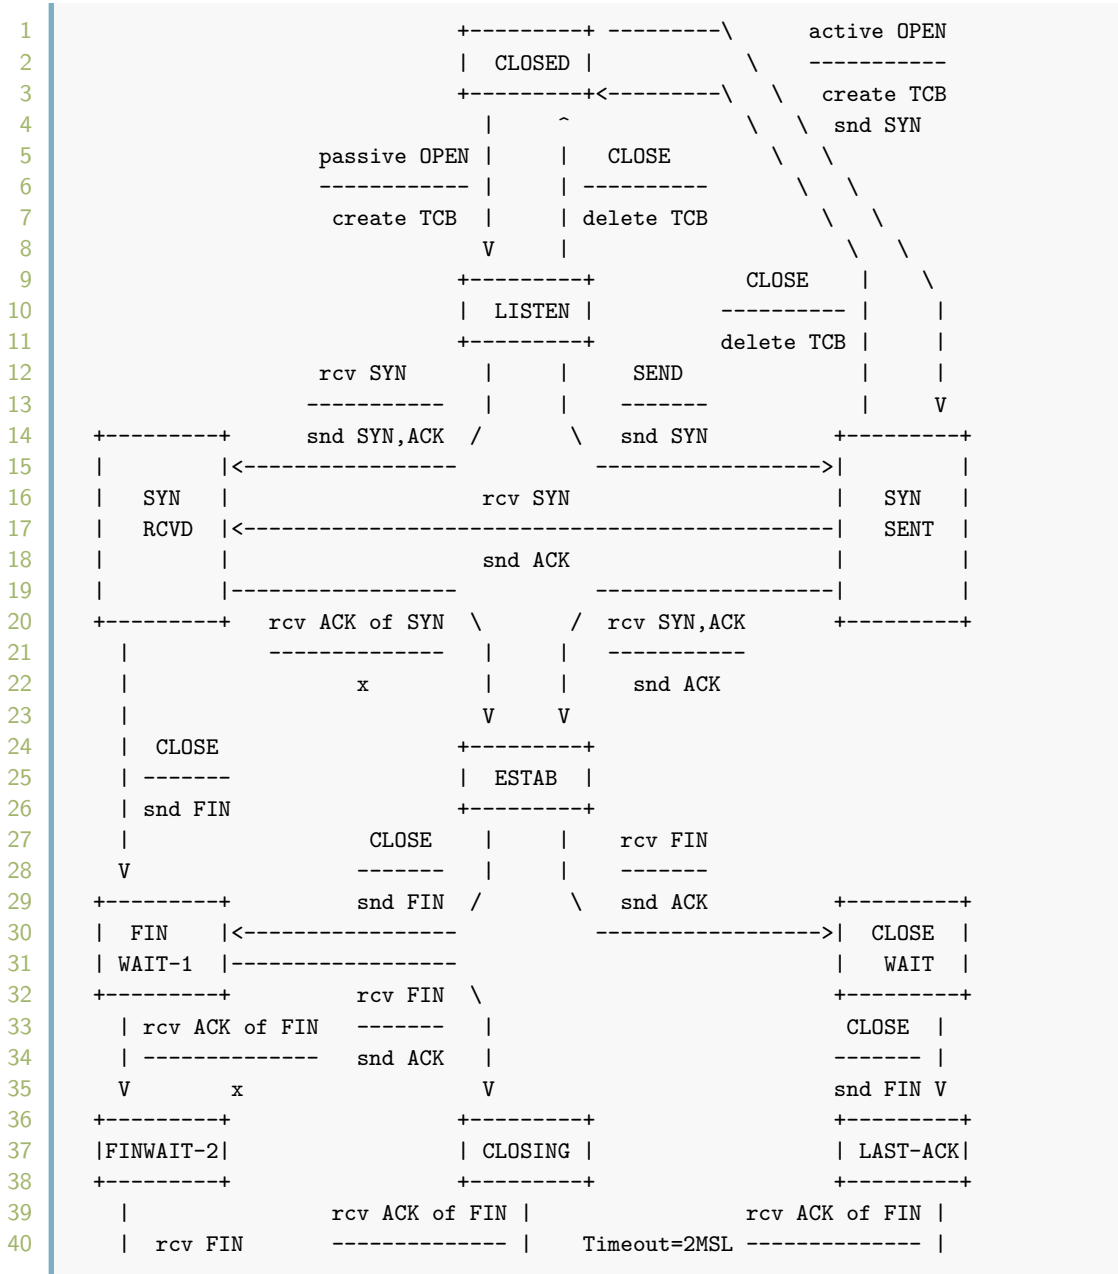 1                                  +---------+ ---------\      active OPEN
2                                  |  CLOSED |            \    -----------
3                                  +---------+<---------\   \   create TCB
4                                    |     ^              \   \  snd SYN
5                       passive OPEN |     |   CLOSE        \   \
6                       ------------ |     | ----------       \   \
7                        create TCB  |     | delete TCB         \   \
8                                    V     |                      \   \
9                                  +---------+            CLOSE    |    \
10                                 |  LISTEN |          ---------- |     |
11                                 +---------+          delete TCB |     |
12                      rcv SYN      |     |     SEND              |     |
13                     -----------   |     |    -------            |     V
14    +---------+      snd SYN,ACK  /       \   snd SYN          +---------+
15    |         |<-----------------           ------------------>|         |
16    |   SYN   |                    rcv SYN                     |   SYN   |
17    |   RCVD  |<-----------------------------------------------|   SENT  |
18    |         |                    snd ACK                     |         |
19    |         |------------------           -------------------|         |
20    +---------+   rcv ACK of SYN  \       /  rcv SYN,ACK       +---------+
21      |           --------------   |     |   -----------
22      |                  x         |     |     snd ACK
23      |                            V     V
24      |  CLOSE                   +---------+
25      | -------                  |  ESTAB  |
26      | snd FIN                  +---------+
27      |                   CLOSE    |     |    rcv FIN
28      V                  -------   |     |    -------
29    +---------+          snd FIN  /       \   snd ACK          +---------+
30    |  FIN    |<-----------------           ------------------>|  CLOSE  |
31    | WAIT-1  |------------------                              |   WAIT  |
32    +---------+          rcv FIN  \                            +---------+
33      | rcv ACK of FIN   -------   |                            CLOSE  |
34      | --------------   snd ACK   |                           ------- |
35      V        x                   V                           snd FIN V
36    +---------+                  +---------+                   +---------+
37    |FINWAIT-2|                  | CLOSING |                   | LAST-ACK|
38    +---------+                  +---------+                   +---------+
39      |                rcv ACK of FIN |                 rcv ACK of FIN |
40      |  rcv FIN       -------------- |    Timeout=2MSL -------------- |